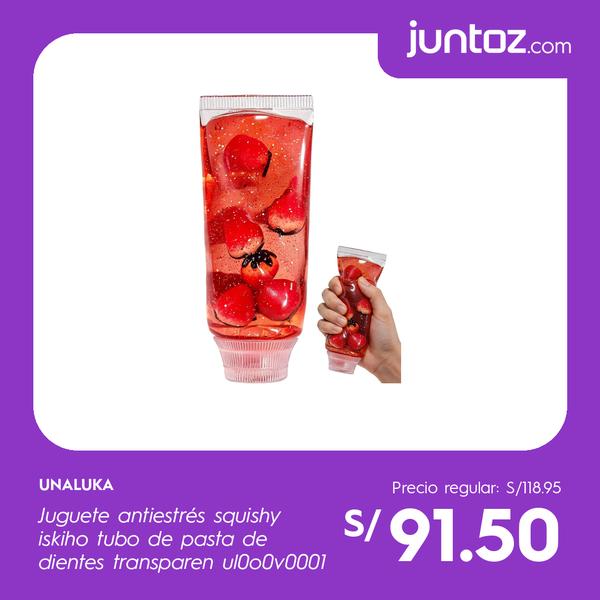 juntoz.com
UNALUKA
Juguete antiestrés squishy
iskiho tubo de pasta de
dientes transparen ul0o0v0001
Precio regular: S/118.95
S/ 91.50